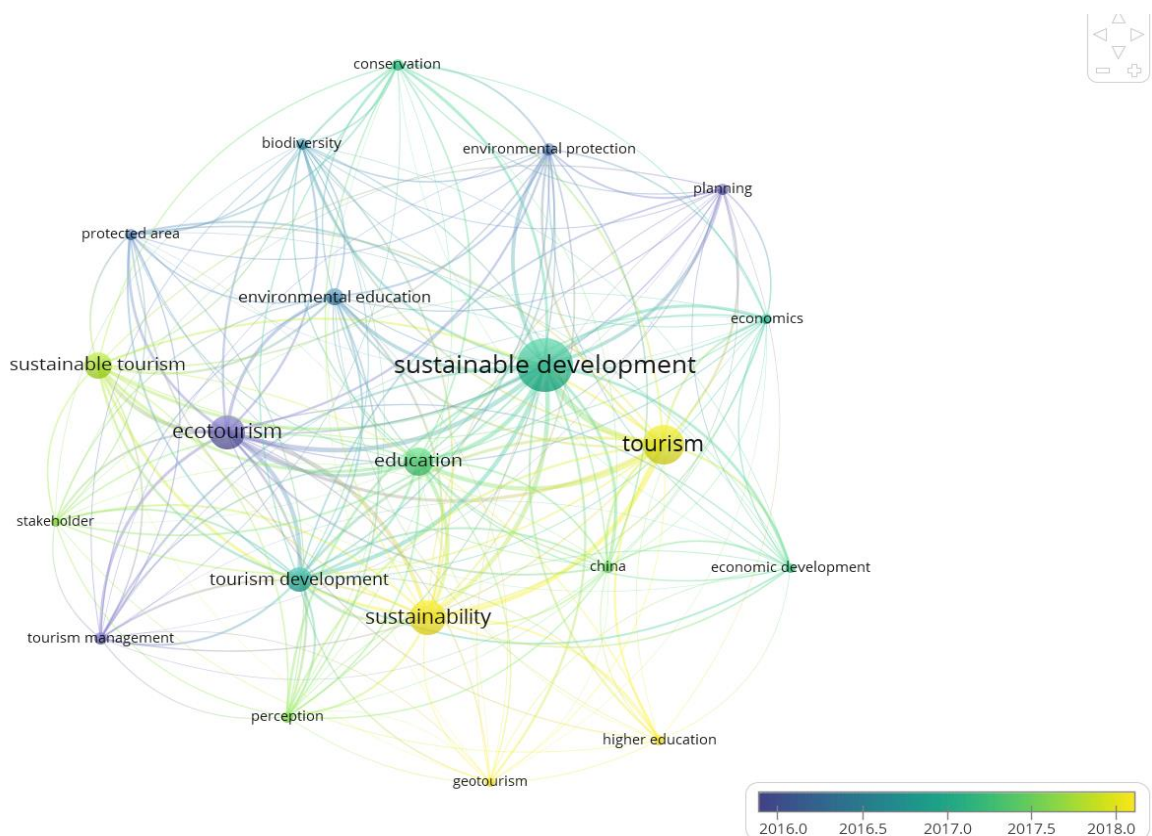 conservation
biodiversity
environmental protection
planning
protected area
environmental education
economics
sustainable tourism
sustainable development
ecotourism
tourism
education
stakeholder
china
economic development
tourism development
sustainability
tourism management
perception
higher education
geotourism
2016.0 2016.5 2017.0 2017.5 2018.0